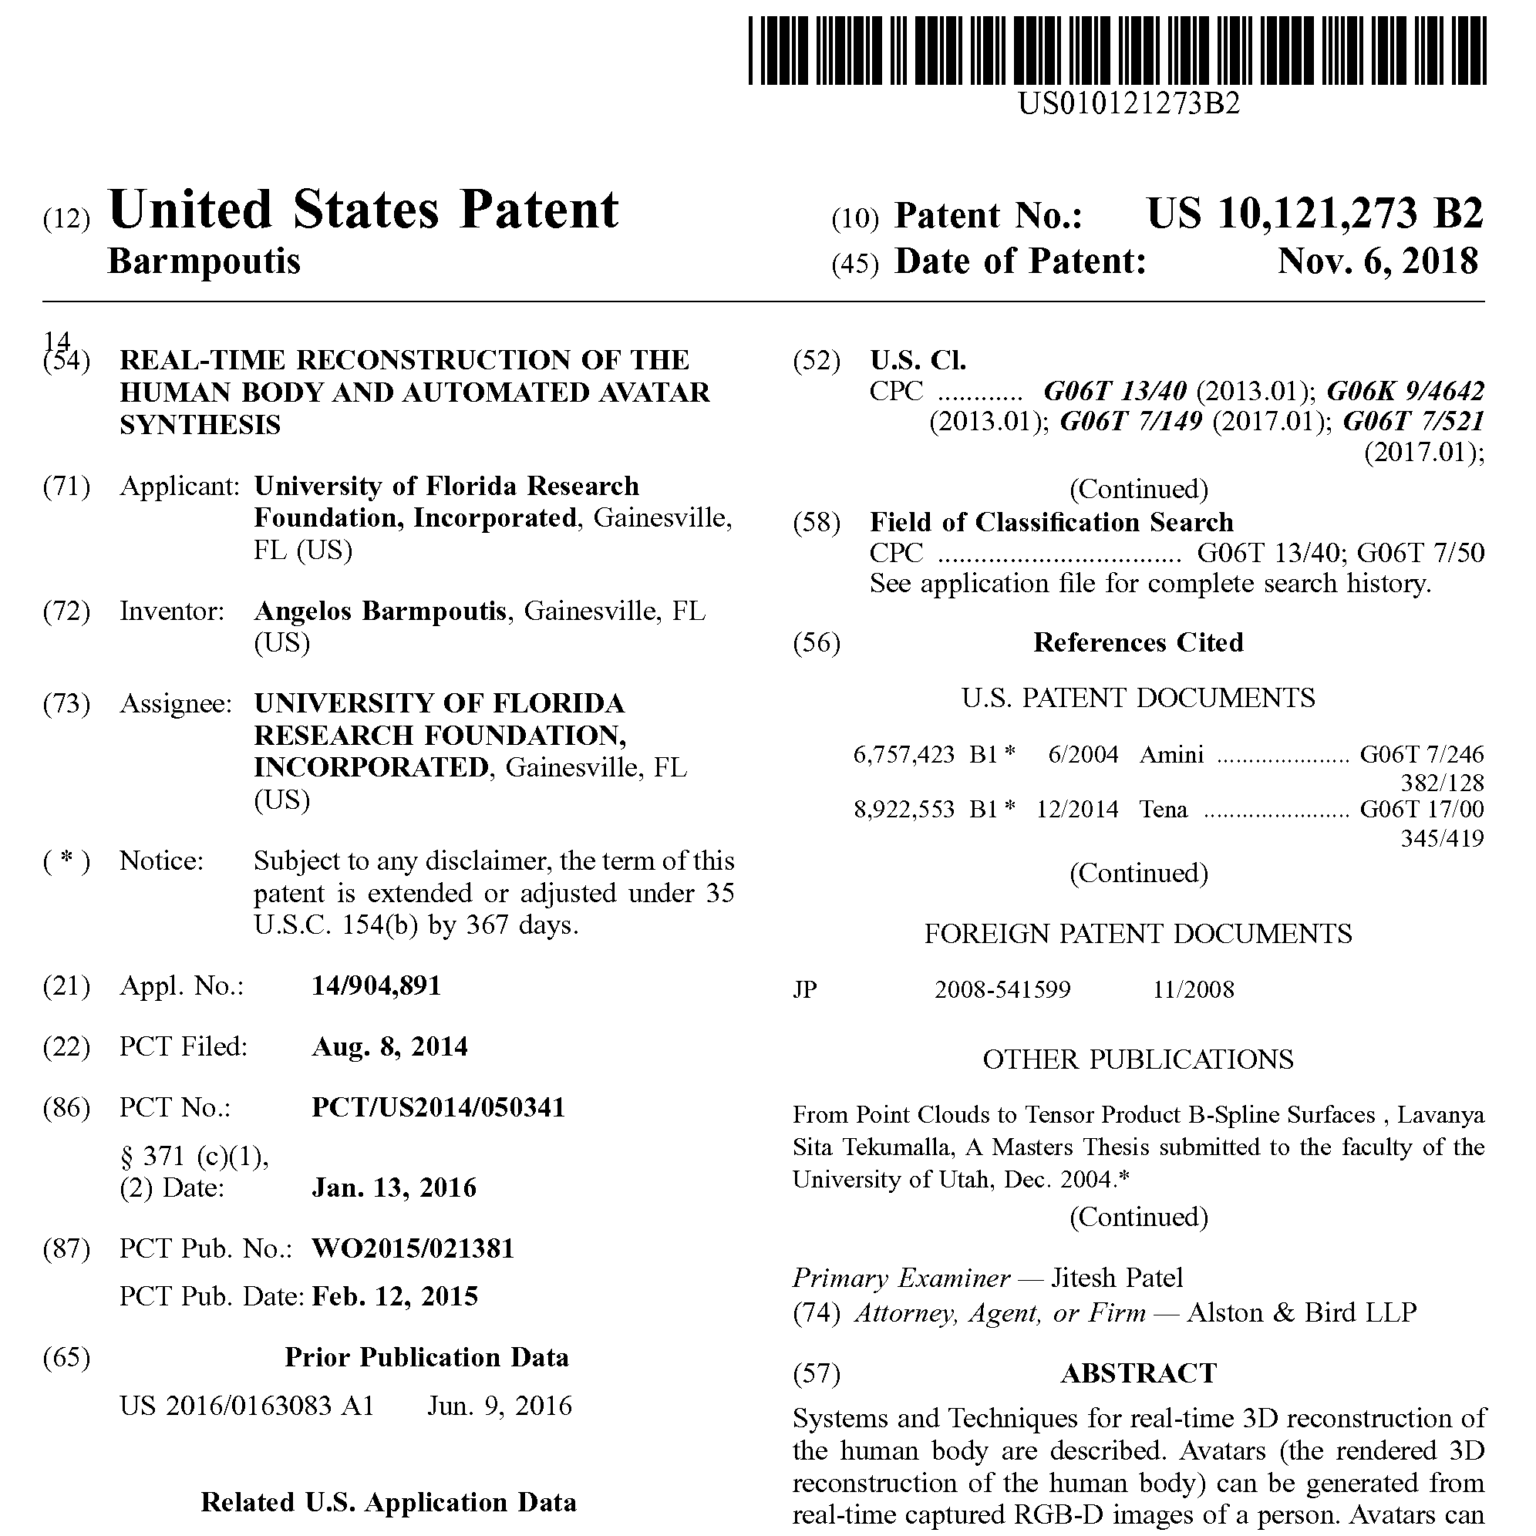 US010121273B2
(12) United States Patent
Barmpoutis
(10) Patent No.: US 10,121,273 B2
(45) Date of Patent: Nov. 6, 2018
14
(54) REAL-TIME RECONSTRUCTION OF THE
HUMAN BODY AND AUTOMATED AVATAR
SYNTHESIS
(71) Applicant: University of Florida Research
Foundation, Incorporated, Gainesville,
FL (US)
(72) Inventor: Angelos Barmpoutis, Gainesville, FL
(US)
(73) Assignee: UNIVERSITY OF FLORIDA
RESEARCH FOUNDATION,
INCORPORATED, Gainesville, FL
(US)
( * ) Notice: Subject to any disclaimer, the term of this
patent is extended or adjusted under 35
U.S.C. 154(b) by 367 days.
(21) Appl. No.: 14/904,891
(22) PCT Filed: Aug. 8, 2014
(86) PCT No.: PCT/US2014/050341
§ 371 (c)(1),
(2) Date: Jan. 13, 2016
(87) PCT Pub. No.: WO2015/021381
PCT Pub. Date: Feb. 12, 2015
(65) Prior Publication Data
US 2016/0163083 A1 Jun. 9, 2016
Related U.S. Application Data
(52) U.S. Cl.
CPC ............ G06T 13/40 (2013.01); G06K 9/4642
(2013.01); G06T 7/149 (2017.01); G06T 7/521
(2017.01);
(Continued)
(58) Field of Classification Search
CPC ................................. G06T 13/40; G06T 7/50
See application file for complete search history.
(56) References Cited
U.S. PATENT DOCUMENTS
6,757,423 B1 * 6/2004 Amini ..................... G06T 7/246
382/128
8,922,553 B1 * 12/2014 Tena ....................... G06T 17/00
345/419
(Continued)
FOREIGN PATENT DOCUMENTS
JP 2008-541599 11/2008
OTHER PUBLICATIONS
From Point Clouds to Tensor Product B-Spline Surfaces , Lavanya
Sita Tekumalla, A Masters Thesis submitted to the faculty of the
University of Utah, Dec. 2004.*
(Continued)
Primary Examiner — Jitesh Patel
(74) Attorney, Agent, or Firm — Alston & Bird LLP
(57) ABSTRACT
Systems and Techniques for real-time 3D reconstruction of
the human body are described. Avatars (the rendered 3D
reconstruction of the human body) can be generated from
real-time captured RGB-D images of a person. Avatars can